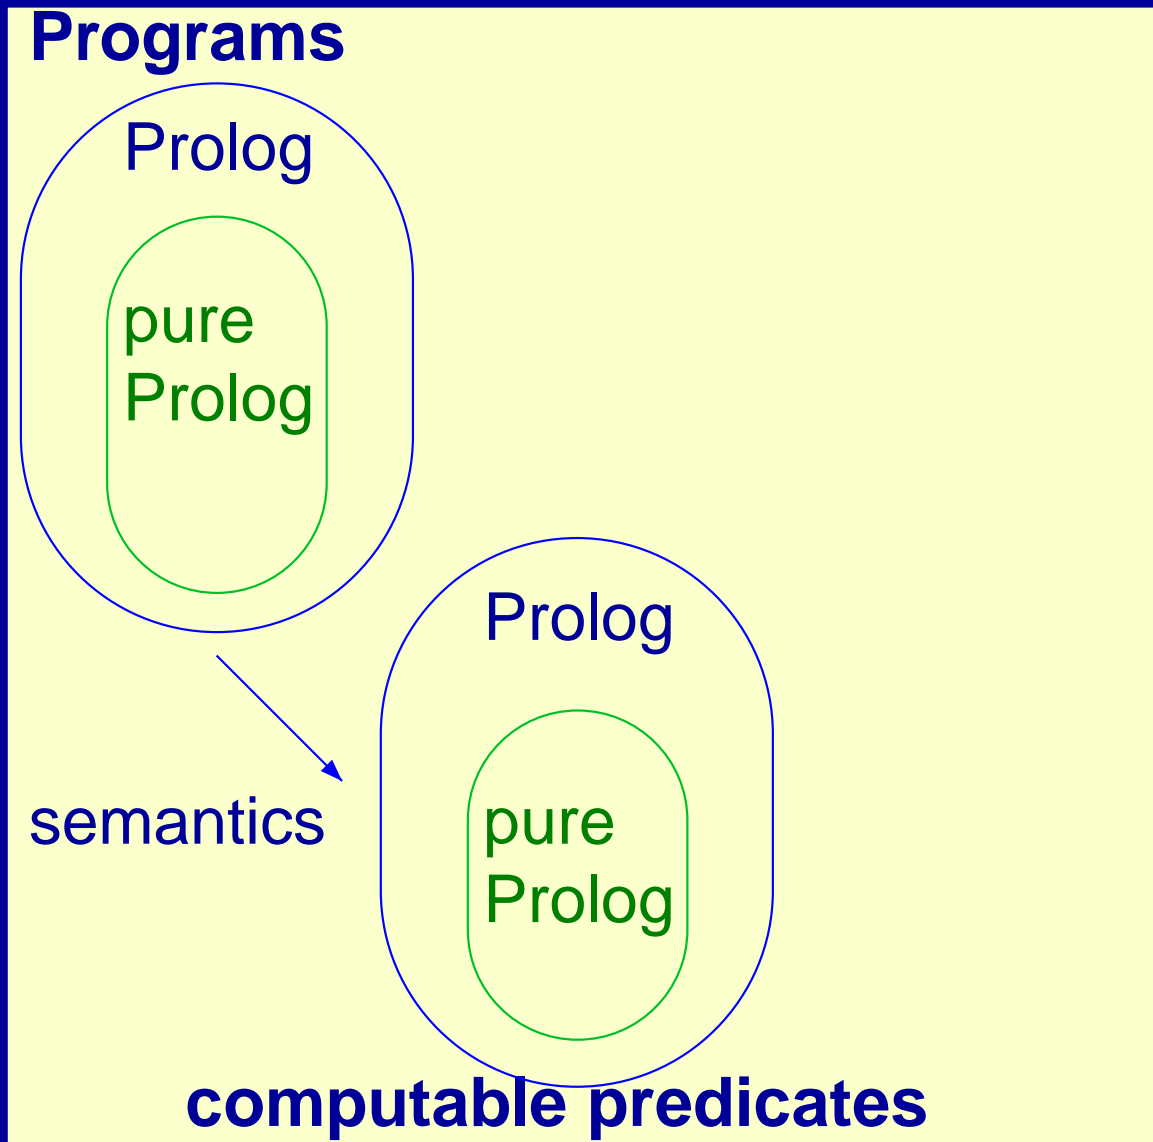 Programs
Prolog
pure
Prolog
Prolog
semantics
pure
Prolog
computable predicates